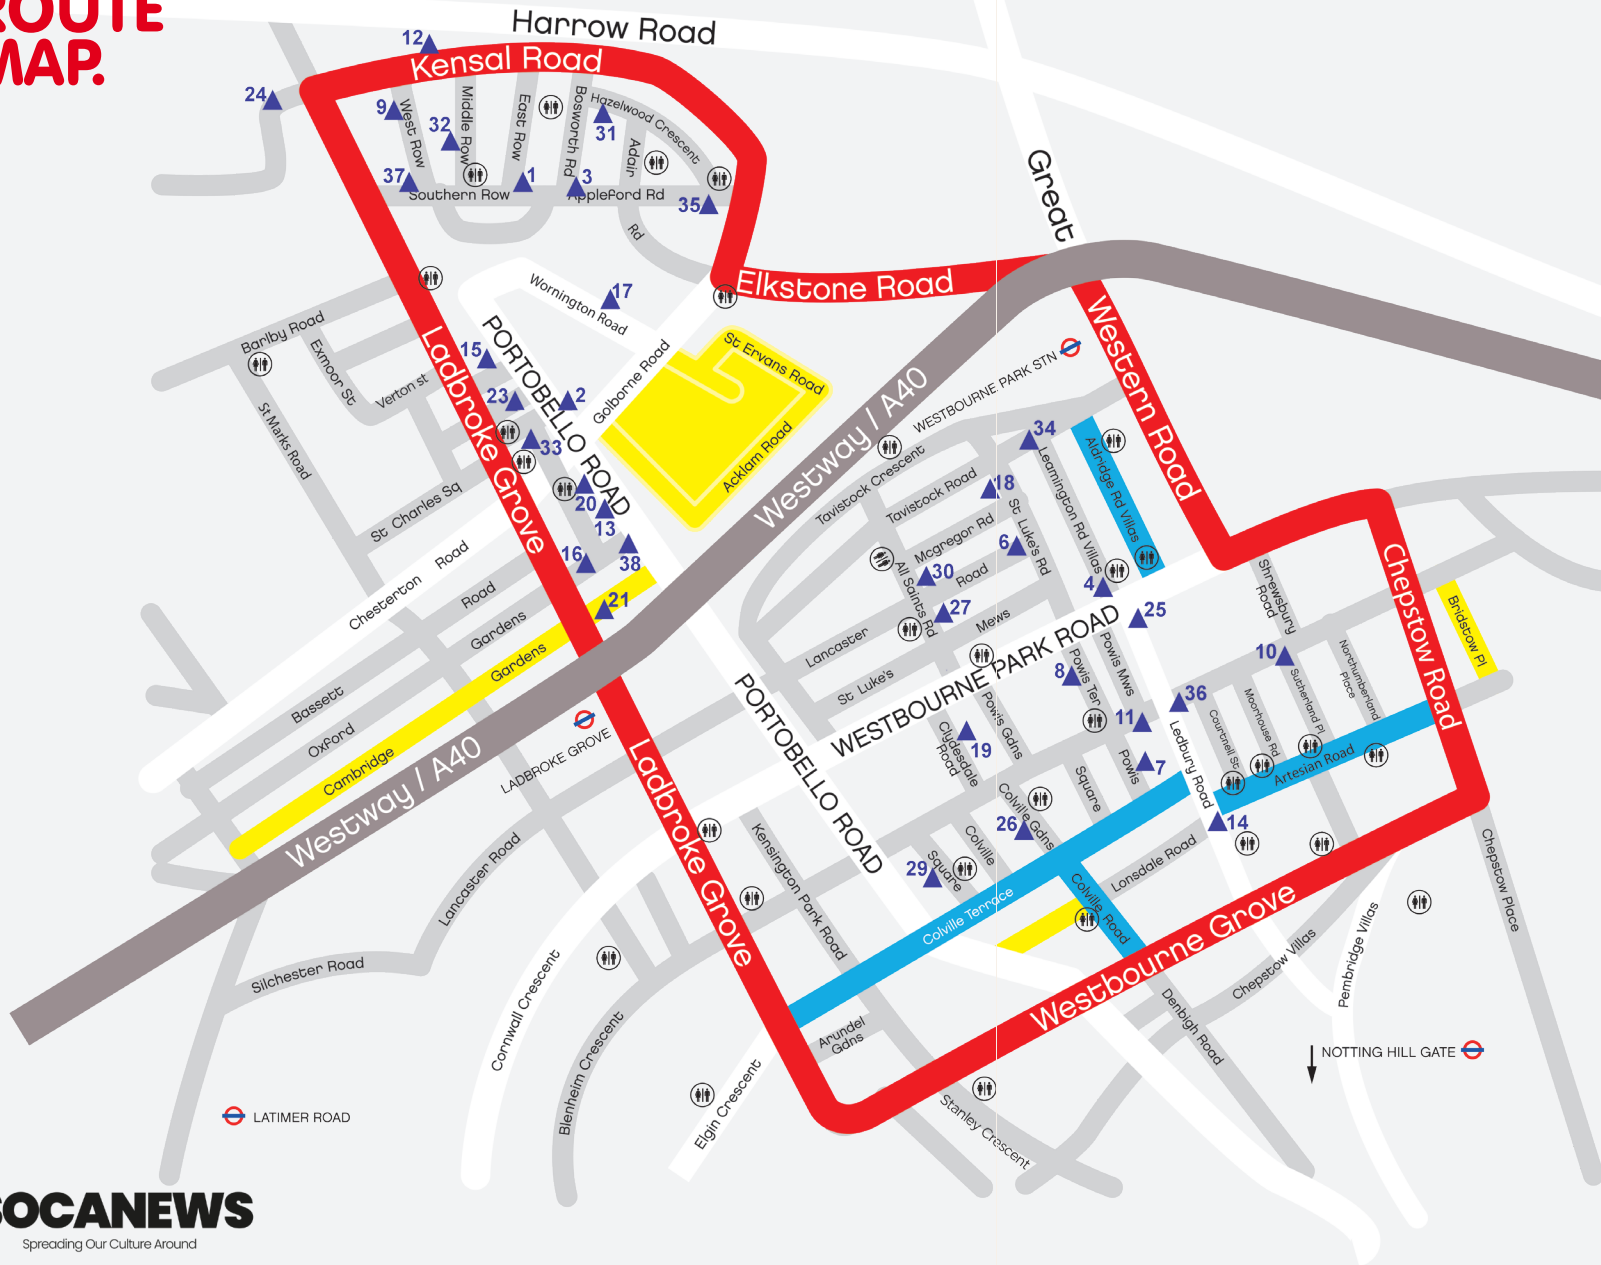 ROUTE
MAP.
Harrow Road
Kensal Road
12
24
9
West Row
32
Middle Row
East Row
Bosworth Rd
Hazelwood Crescent
31
Adair
Rd
37
Southern Row
1
3
Appleford Rd
35
Great
Western Road
Elkstone Road
Wornington Road
17
Golborne Road
St Ervans Road
Acklam Road
Barlby Road
Exmoor St
Verton st
St Marks Road
St. Charles Sq
Ladbroke Grove
PORTOBELLO ROAD
15
23
2
33
20
13
38
16
21
Westway / A40
WESTBOURNE PARK STN
34
Aldridge Rd Villas
Leamington Rd Villas
Tavistock Crescent
Tavistock Road
18
St Luke's Rd
Mcgregor Rd
6
All Saints Rd
30
Lancaster
Road
27
St Luke's
Mews
4
25
WESTBOURNE PARK ROAD
Chesterton Road
Bassett
Road
Oxford
Gardens
Cambridge
Gardens
Westway / A40
LADBROKE GROVE
Ladbroke Grove
PORTOBELLO ROAD
PORTOBELLO ROAD
Shrewsbury
Road
Chepstow Road
Bridstow Pl
10
Northumberland
Place
Sutherland Pl
Moorhouse Rd
Courtnell St
36
Ledbury Road
Artesian Road
8
Powis Ter
Powis Mws
11
7
Powis
Square
Powis Gdns
Clydesdale
Road
19
Colville Gdns
26
Colville
Square
29
14
Colville Terrace
Colville Road
Lonsdale Road
Westbourne Grove
Lancaster Road
Silchester Road
Kensington Park Road
Cornwall Crescent
Blenheim Crescent
Elgin Crescent
Arundel
Gdns
Stanley Crescent
Denbigh Road
Chepstow Villas
Pembridge Villas
Chepstow Place
NOTTING HILL GATE
LATIMER ROAD
SOCANEWS
Spreading Our Culture Around